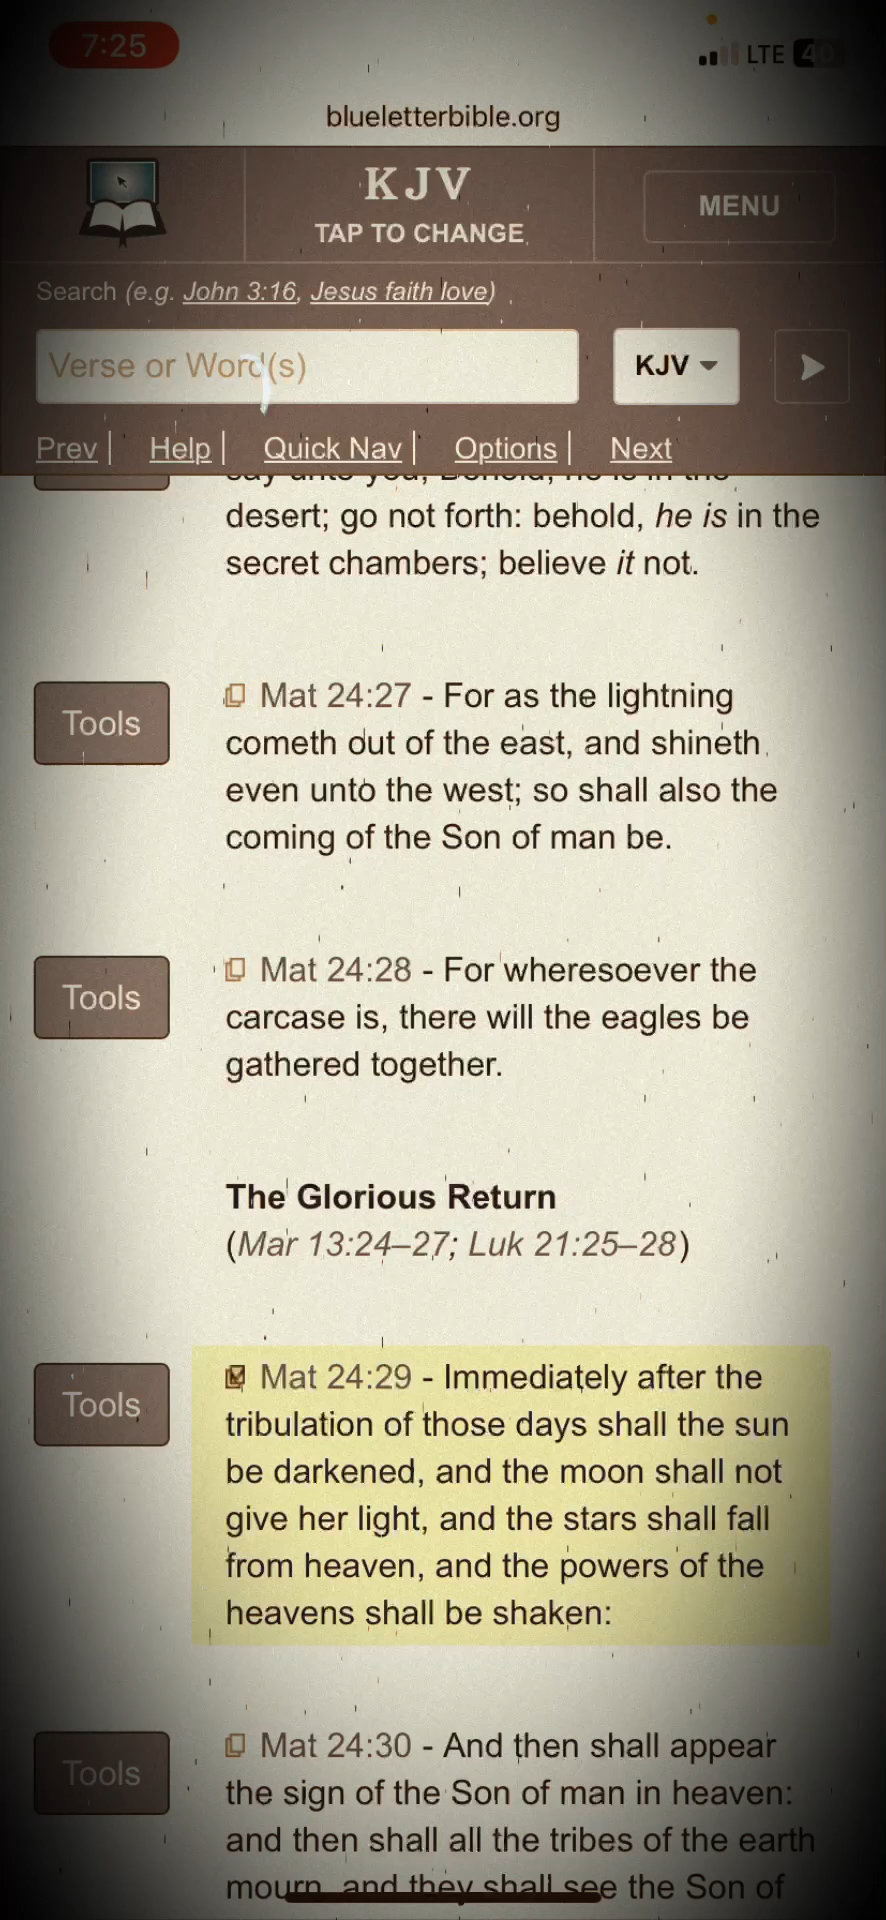 7:25
LTE
blueletterbible.org
KJV
TAP TO CHANGE
MENU
Search (e.g. John 3:16, Jesus faith love)
Verse or Word(s)
KJV
Prev | Help | Quick Nav | Options | Next
say unto you, Behold, he is in the
desert; go not forth: behold, he is in the
secret chambers; believe it not.
Tools
Mat 24:27 - For as the lightning
cometh out of the east, and shineth
even unto the west; so shall also the
coming of the Son of man be.
Tools
Mat 24:28 - For wheresoever the
carcase is, there will the eagles be
gathered together.
The Glorious Return
(Mar 13:24–27; Luk 21:25–28)
Tools
Mat 24:29 - Immediately after the
tribulation of those days shall the sun
be darkened, and the moon shall not
give her light, and the stars shall fall
from heaven, and the powers of the
heavens shall be shaken:
Tools
Mat 24:30 - And then shall appear
the sign of the Son of man in heaven:
and then shall all the tribes of the earth
mourn, and they shall see the Son of